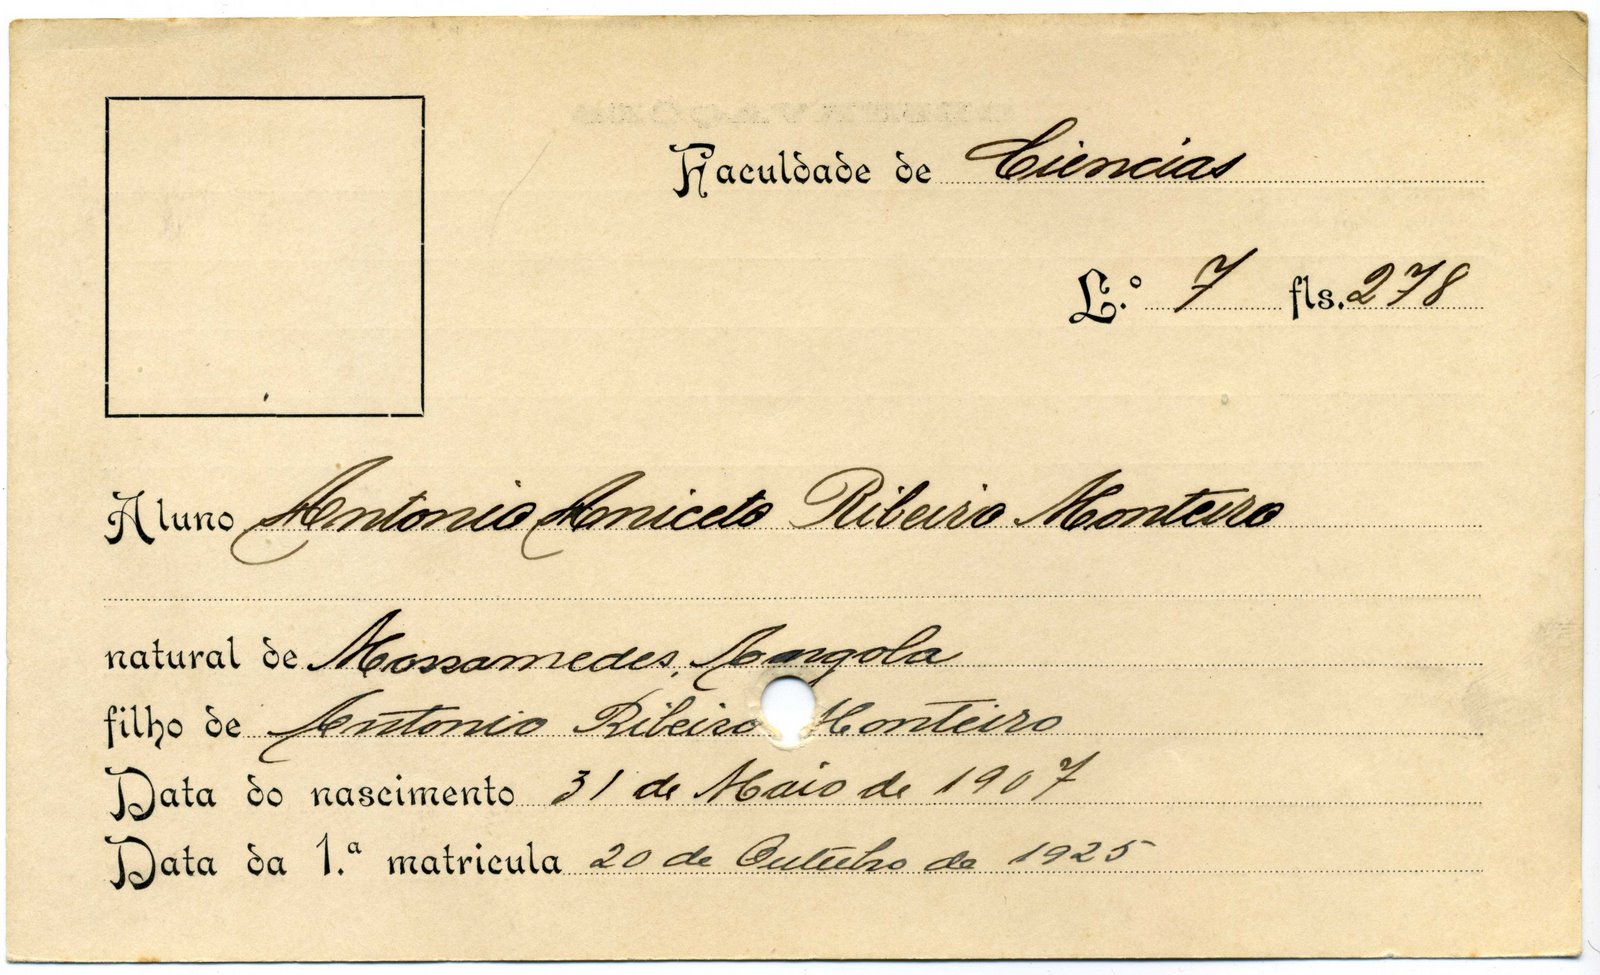 Faculdade de Ciencias
L.º 7 fls. 278
Aluno Antonio Aniceto Ribeiro Monteiro
natural de Mossamedes, Angola
filho de Antonio Ribeiro Monteiro
Data do nascimento 31 de Maio de 1907
Data da 1.ª matricula 20 de Outubro de 1925